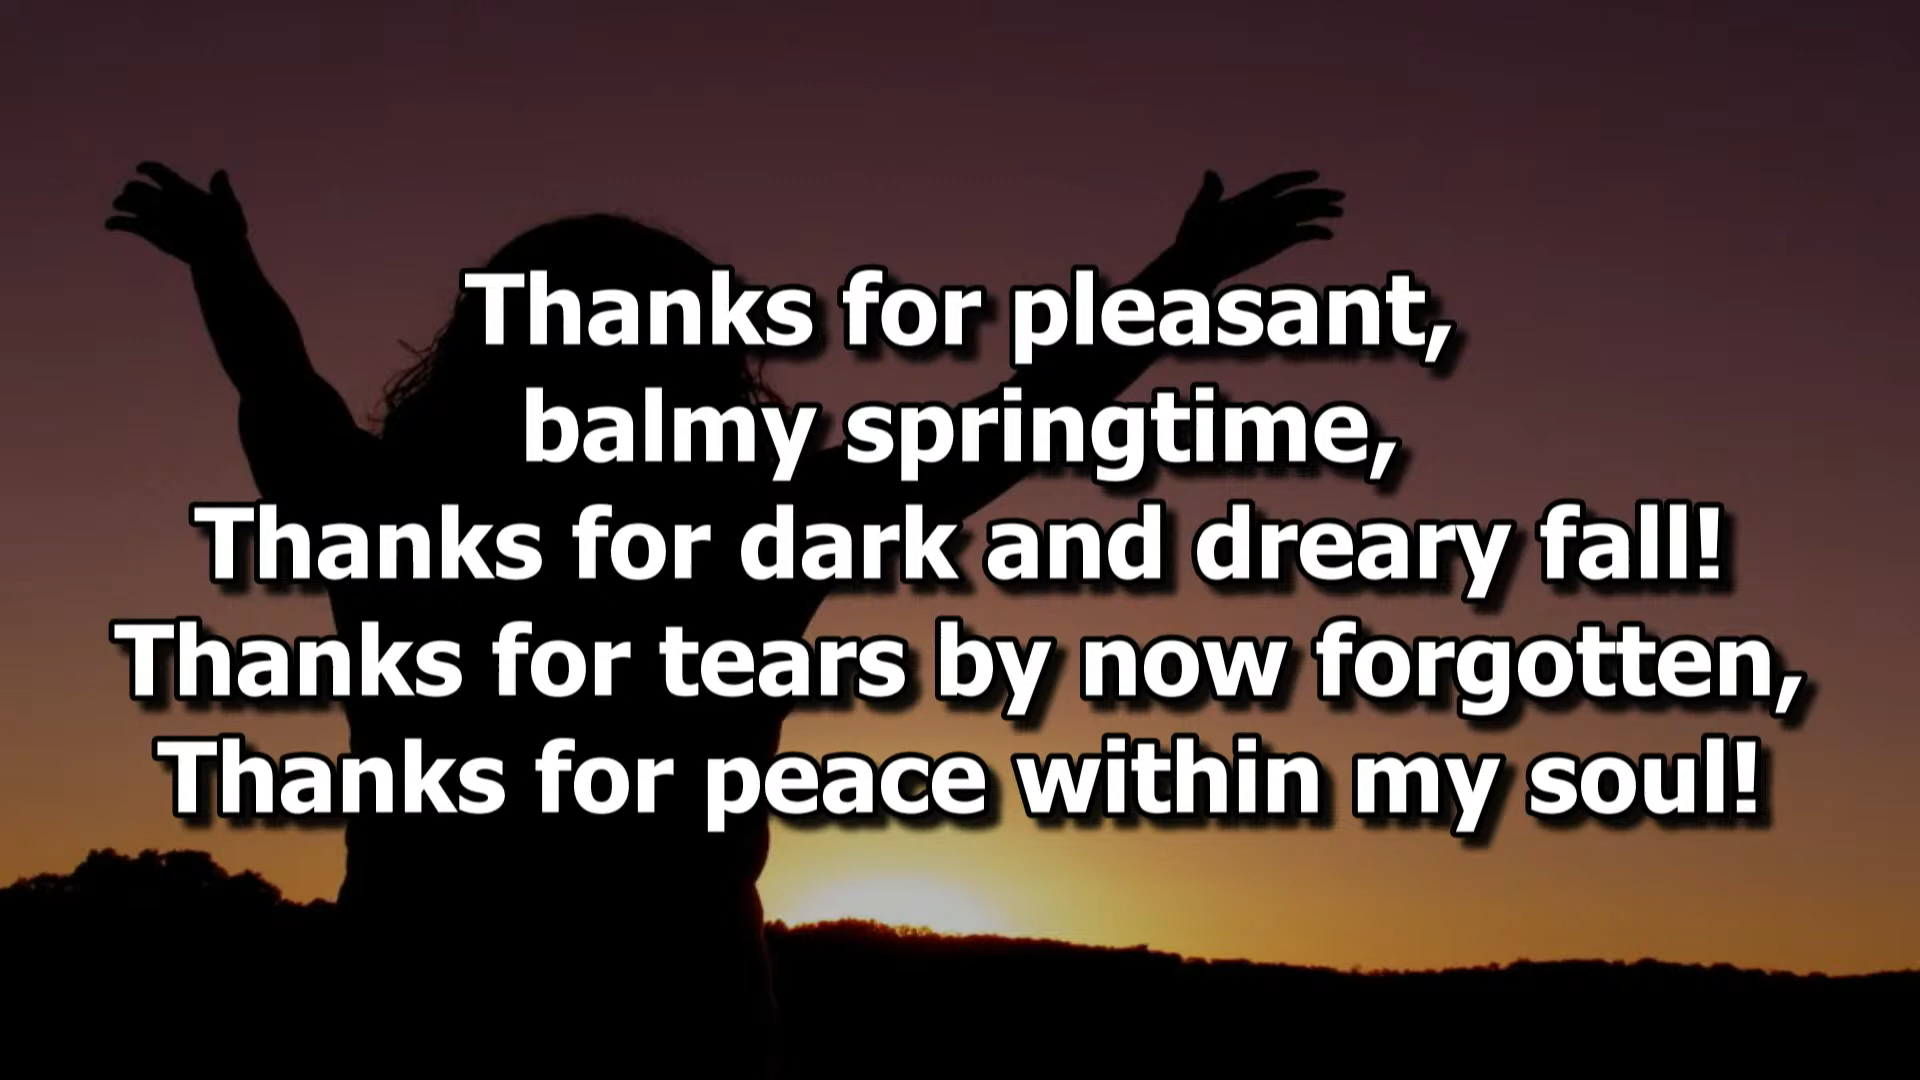 Thanks for pleasant,
balmy springtime,
Thanks for dark and dreary fall!
Thanks for tears by now forgotten,
Thanks for peace within my soul!